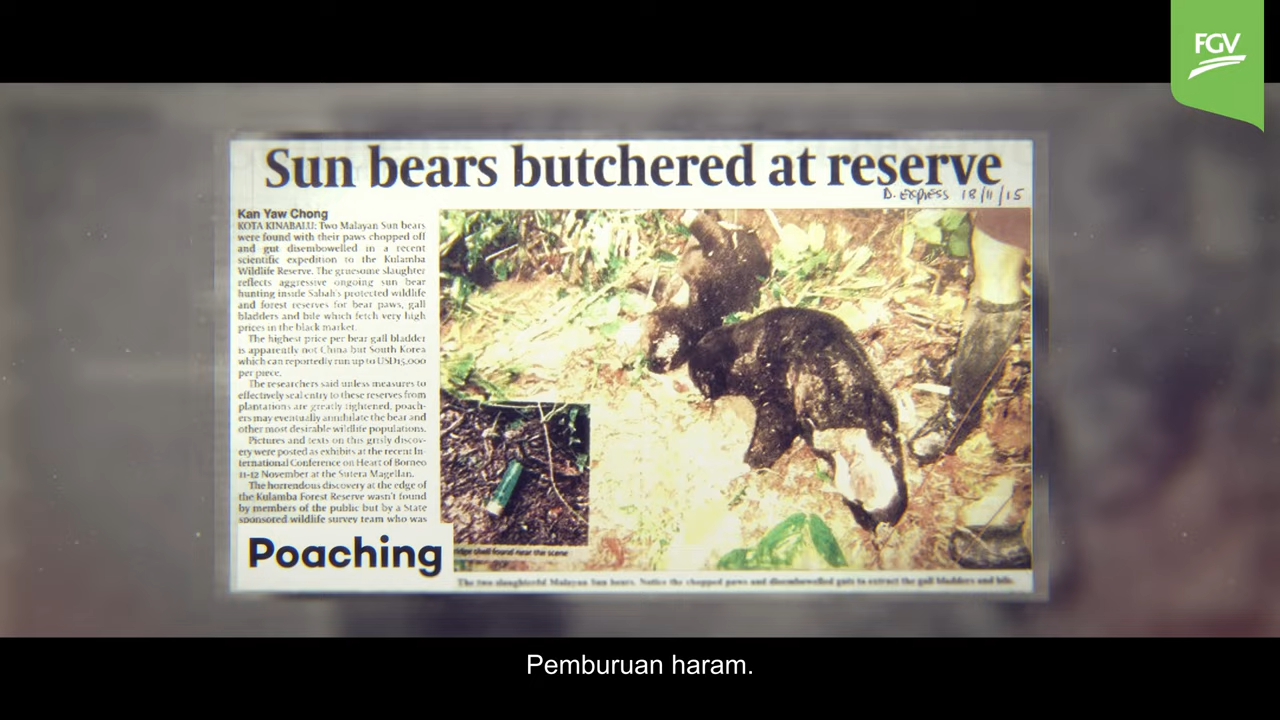 FGV
Sun bears butchered at reserve
D. EXPRESS 18/11/15
Kan Yaw Chong
KOTA KINABALU: Two Malayan Sun bears
were found with their paws chopped off
and gut disembowelled in a recent
scientific expedition to the Kulamba
Wildlife Reserve. The gruesome slaughter
reflects aggressive ongoing sun bear
hunting inside Sabah's protected wildlife
and forest reserves for bear paws, gall
bladders and bile which fetch very high
prices in the black market.
The highest price per bear gall bladder
is apparently not China but South Korea
which can reportedly run up to USD15,000
per piece.
The researchers said unless measures to
effectively seal entry to these reserves from
plantations are greatly tightened, poach-
ers may eventually annihilate the bear and
other most desirable wildlife populations.
Pictures and texts on this grisly discov-
ery were posted as exhibits at the recent In-
ternational Conference on Heart of Borneo
11-12 November at the Sutera Magellan.
The horrendous discovery at the edge of
the Kulamba Forest Reserve wasn't found
by members of the public but by a State
sponsored wildlife survey team who was
Poaching
shell found near the scene
The two slaughtered Malayan Sun bears. Notice the chopped paws and disembowelled guts to extract the gall bladders and bile.
Pemburuan haram.